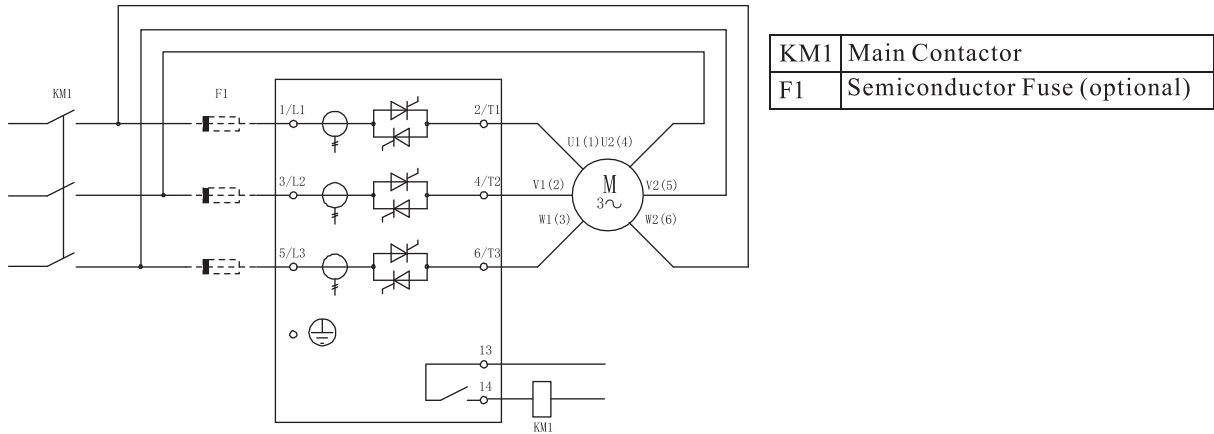 KM1 Main Contactor
F1 Semiconductor Fuse (optional)
KM1
F1
1/L1
2/T1
U1(1) U2(4)
3/L2
4/T2
V1(2)
M
3~
V2(5)
W1(3)
W2(6)
5/L3
6/T3
13
14
KM1